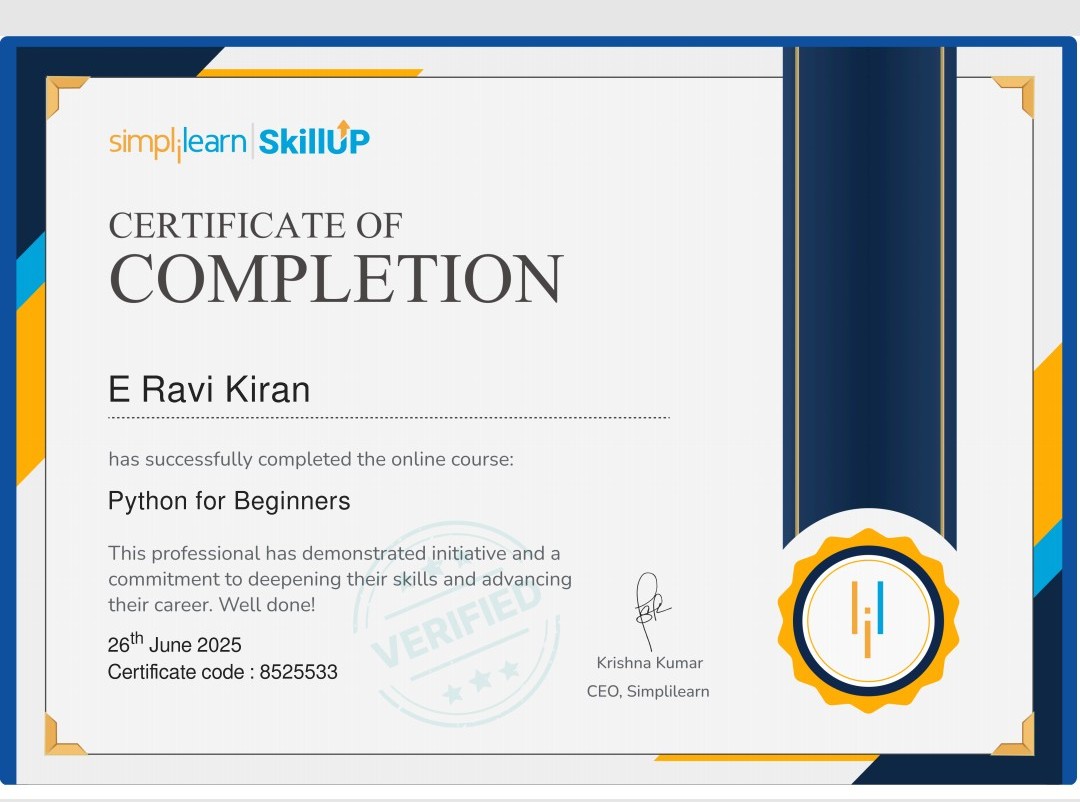 simplilearn | SkillUP
CERTIFICATE OF
COMPLETION
E Ravi Kiran
has successfully completed the online course:
Python for Beginners
This professional has demonstrated initiative and a
commitment to deepening their skills and advancing
their career. Well done!
26th June 2025
Certificate code : 8525533
VERIFIED
Krishna Kumar
CEO, Simplilearn